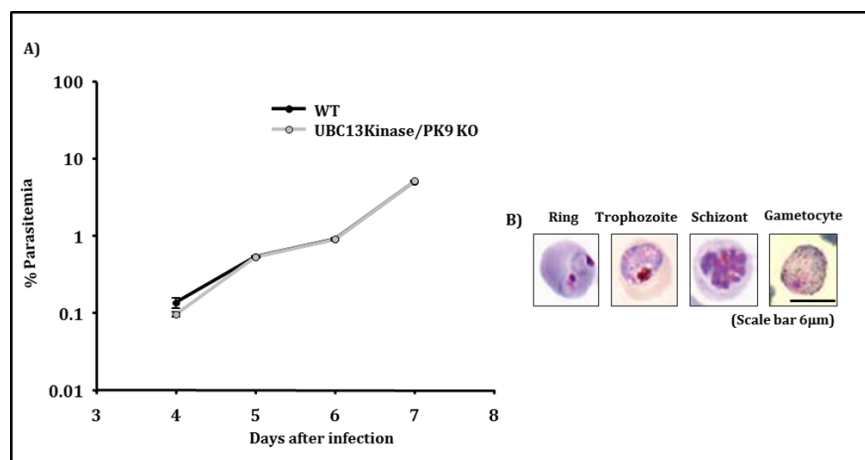 A)
100
10
1
0.1
0.01
% Parasitemia
3 4 5 6 7 8
Days after infection
WT
UBC13Kinase/PK9 KO
B)
Ring Trophozoite Schizont Gametocyte
(Scale bar 6µm)